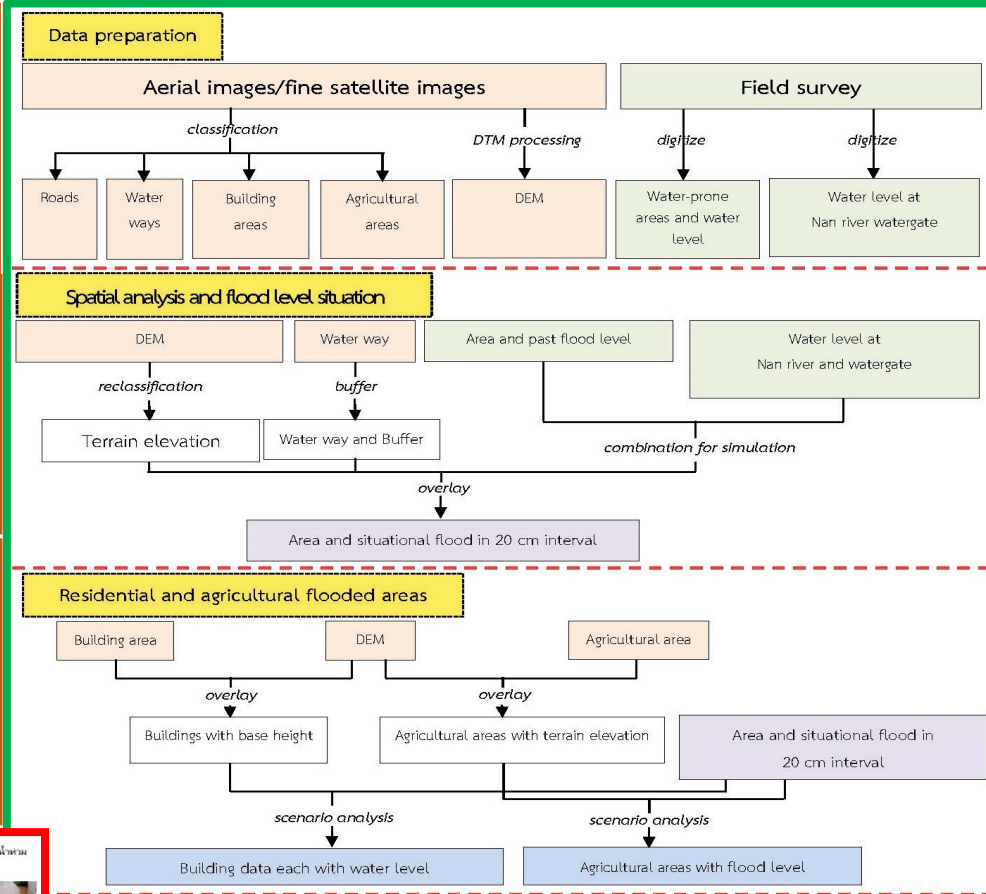 Data preparation
Aerial images/fine satellite images
Field survey
classification
DTM processing
digitize
digitize
Roads
Water
ways
Building
areas
Agricultural
areas
DEM
Water-prone
areas and water
level
Water level at
Nan river watergate
Spatial analysis and flood level situation
DEM
Water way
Area and past flood level
Water level at
Nan river and watergate
reclassification
buffer
Terrain elevation
Water way and Buffer
combination for simulation
overlay
Area and situational flood in 20 cm interval
Residential and agricultural flooded areas
Building area
DEM
Agricultural area
overlay
overlay
Buildings with base height
Agricultural areas with terrain elevation
Area and situational flood in
20 cm interval
scenario analysis
scenario analysis
น้ำท่วม
Building data each with water level
Agricultural areas with flood level